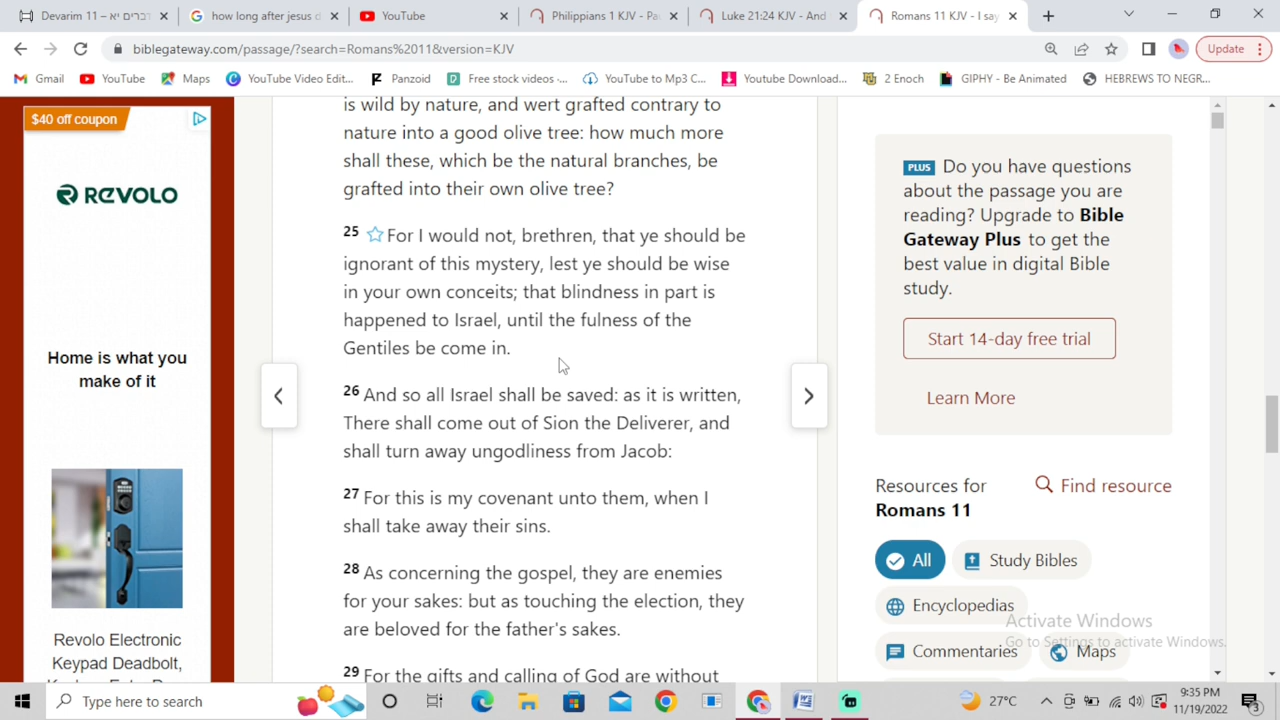 Devarim 11 – דברים יא
how long after jesus d
YouTube
Philippians 1 KJV - Pa
Luke 21:24 KJV - And
Romans 11 KJV - I say
biblegateway.com/passage/?search=Romans%2011&version=KJV
Update
Gmail
YouTube
Maps
YouTube Video Edit...
Panzoid
Free stock videos -...
YouTube to Mp3 C...
Youtube Download...
2 Enoch
GIPHY - Be Animated
HEBREWS TO NEGR...
$40 off coupon
REVOLO
Home is what you
make of it
Revolo Electronic
Keypad Deadbolt,
is wild by nature, and wert grafted contrary to
nature into a good olive tree: how much more
shall these, which be the natural branches, be
grafted into their own olive tree?
25 For I would not, brethren, that ye should be
ignorant of this mystery, lest ye should be wise
in your own conceits; that blindness in part is
happened to Israel, until the fulness of the
Gentiles be come in.
26 And so all Israel shall be saved: as it is written,
There shall come out of Sion the Deliverer, and
shall turn away ungodliness from Jacob:
27 For this is my covenant unto them, when I
shall take away their sins.
28 As concerning the gospel, they are enemies
for your sakes: but as touching the election, they
are beloved for the father's sakes.
29 For the gifts and calling of God are without
PLUS Do you have questions
about the passage you are
reading? Upgrade to Bible
Gateway Plus to get the
best value in digital Bible
study.
Start 14-day free trial
Learn More
Resources for
Romans 11
Find resource
All
Study Bibles
Encyclopedias
Commentaries
Maps
Activate Windows
Go to Settings to activate Windows.
Type here to search
27°C
9:35 PM
11/19/2022
3